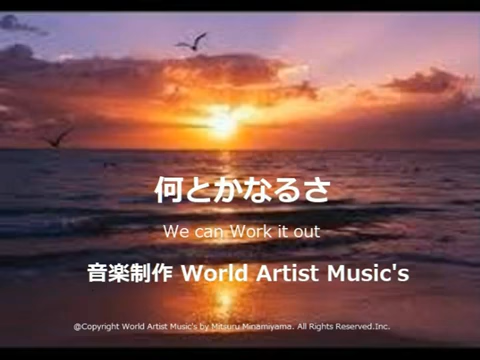 何とかなるさ
We can Work it out
音楽制作 World Artist Music's
@Copyright World Artist Music's by Mitsuru Minamiyama. All Rights Reserved.Inc.